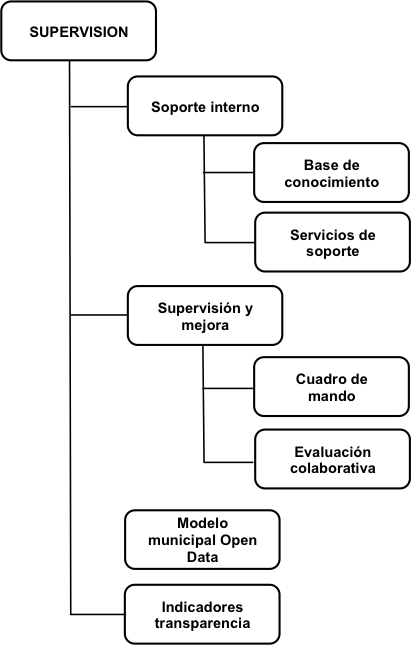 SUPERVISION
Soporte interno
Base de
conocimiento
Servicios de
soporte
Supervisión y
mejora
Cuadro de
mando
Evaluación
colaborativa
Modelo
municipal Open
Data
Indicadores
transparencia